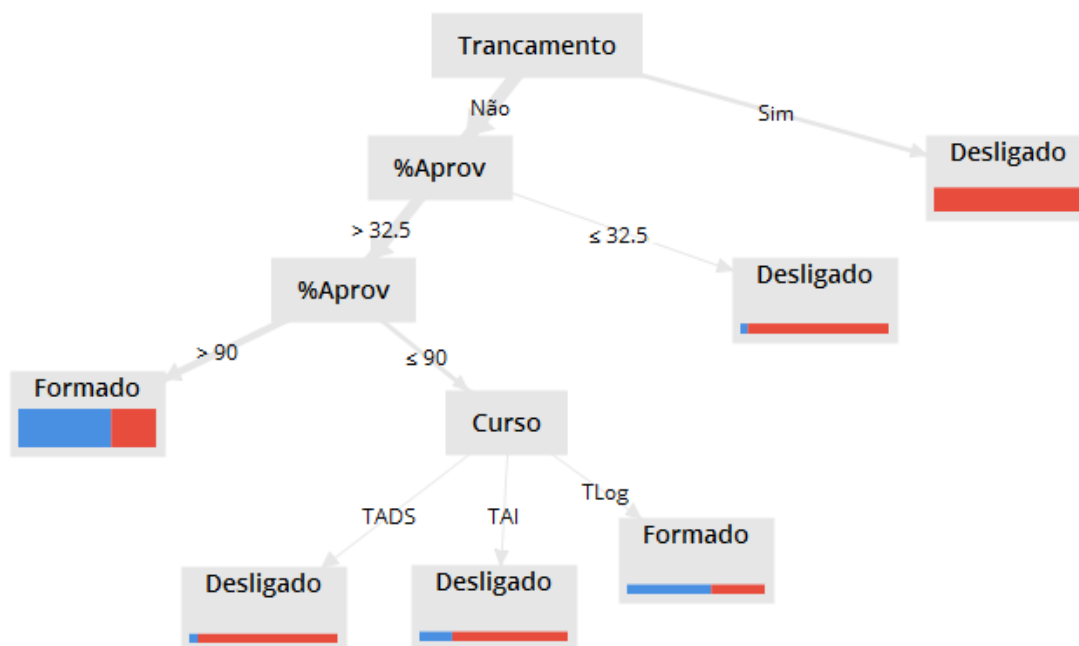 Trancamento
Não
Sim
%Aprov
Desligado
> 32.5
≤ 32.5
%Aprov
Desligado
> 90
≤ 90
Formado
Curso
TADS
TAI
TLog
Formado
Desligado
Desligado